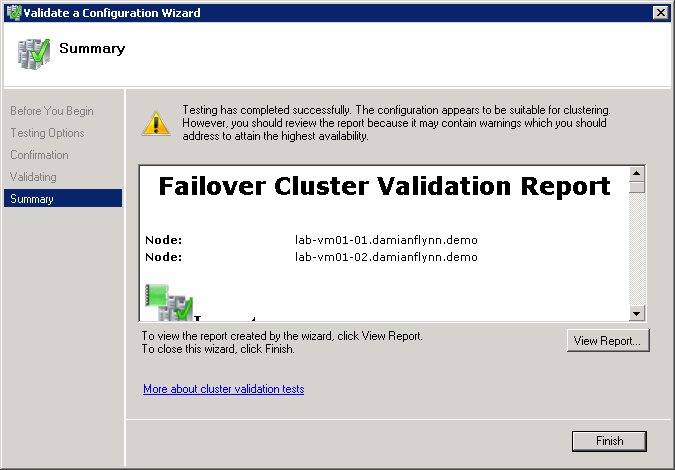 Validate a Configuration Wizard
Summary
Before You Begin
Testing Options
Confirmation
Validating
Summary
Testing has completed successfully. The configuration appears to be suitable for clustering.
However, you should review the report because it may contain warnings which you should
address to attain the highest availability.
Failover Cluster Validation Report
Node: lab-vm01-01.damianflynn.demo
Node: lab-vm01-02.damianflynn.demo
To view the report created by the wizard, click View Report.
To close this wizard, click Finish.
View Report...
More about cluster validation tests
Finish